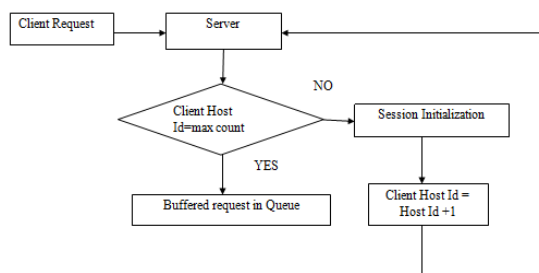 Client Request
Server
NO
Client Host
Id=max count
Session Initialization
YES
Buffered request in Queue
Client Host Id =
Host Id +1